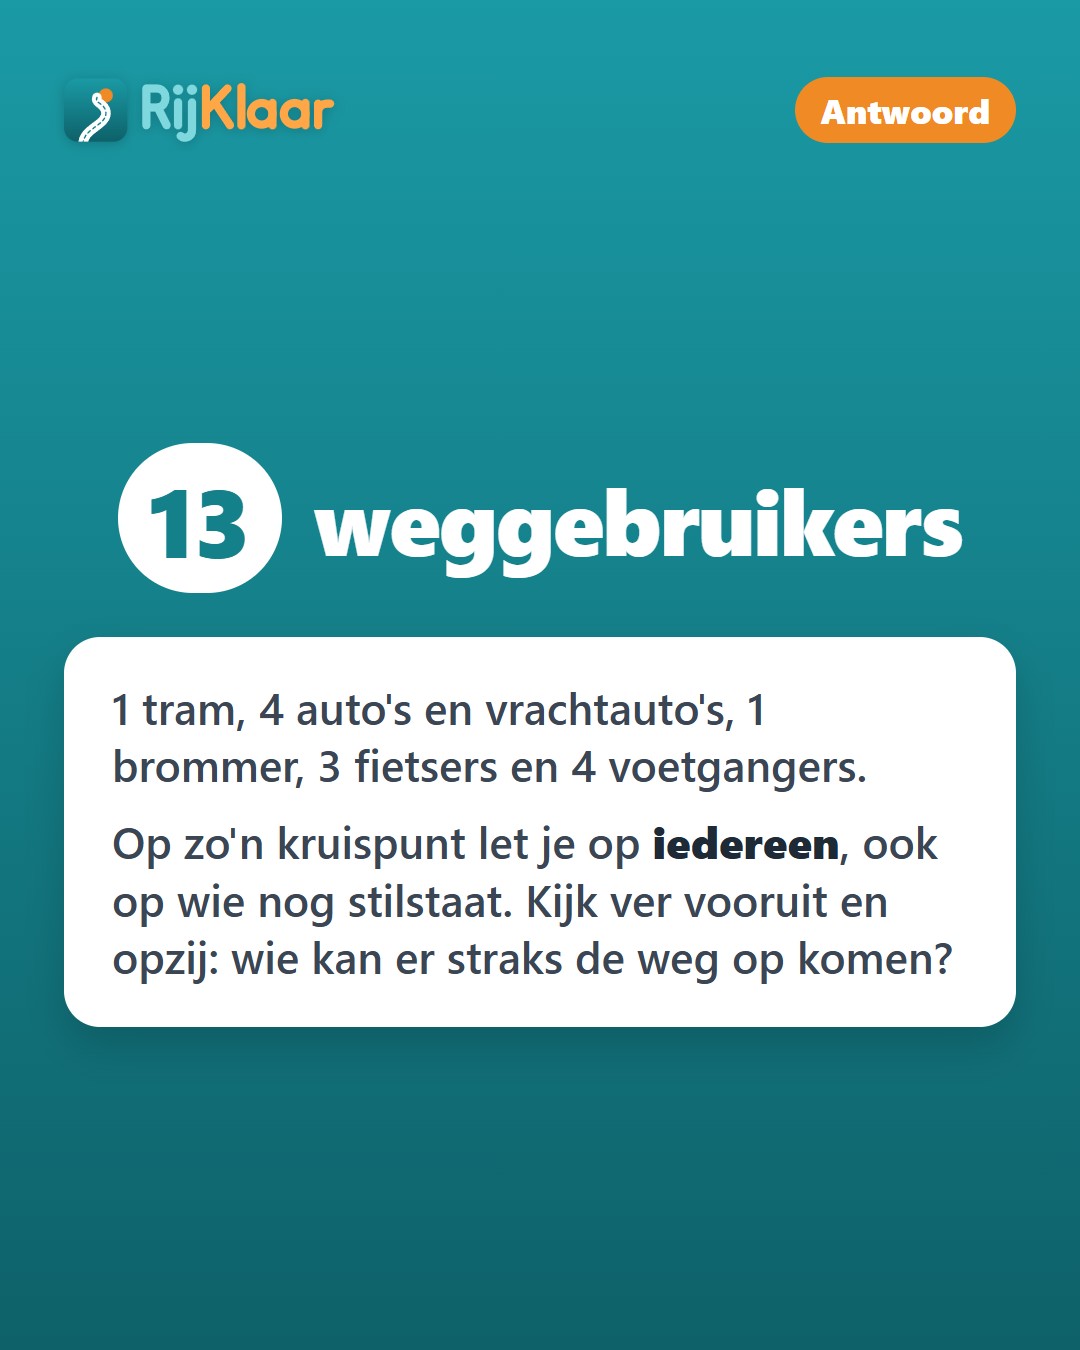 RijKlaar
Antwoord
13 weggebruikers
1 tram, 4 auto's en vrachtauto's, 1
brommer, 3 fietsers en 4 voetgangers.
Op zo'n kruispunt let je op iedereen, ook
op wie nog stilstaat. Kijk ver vooruit en
opzij: wie kan er straks de weg op komen?